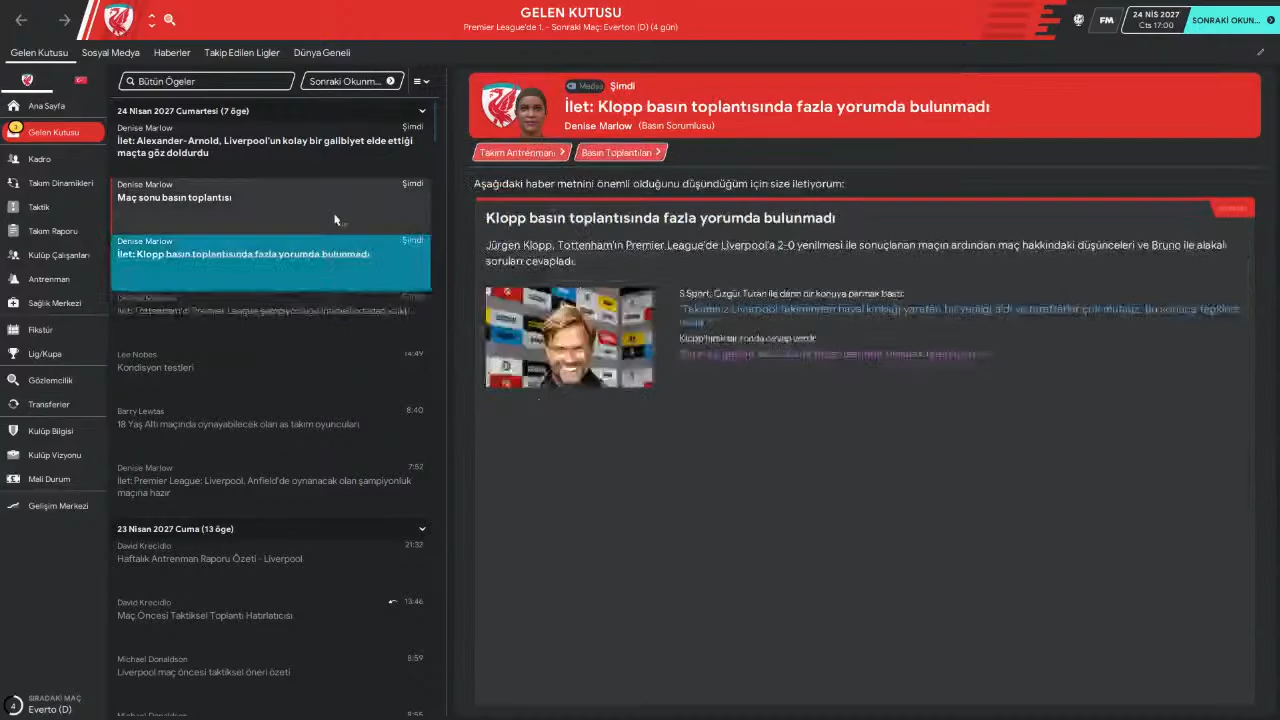 GELEN KUTUSU
Premier League'de 1. - Sonraki Maç: Everton (D) (4 gün)
FM
24 NİS 2027
Cts 17:00
SONRAKİ OKUN...
Gelen Kutusu
Sosyal Medya
Haberler
Takip Edilen Ligler
Dünya Geneli
Ana Sayfa
3
Gelen Kutusu
Kadro
Takım Dinamikleri
Taktik
Takım Raporu
Kulüp Çalışanları
Antrenman
Sağlık Merkezi
Fikstür
Lig/Kupa
Gözlemcilik
Transferler
Kulüp Bilgisi
Kulüp Vizyonu
Mali Durum
Gelişim Merkezi
4
SIRADAKİ MAÇ
Everto (D)
Bütün Ögeler
Sonraki Okunm...
24 Nisan 2027 Cumartesi (7 öge)
Denise Marlow
Şimdi
İlet: Alexander-Arnold, Liverpool'un kolay bir galibiyet elde ettiği
maçta göz doldurdu
Denise Marlow
Şimdi
Maç sonu basın toplantısı
Denise Marlow
Şimdi
İlet: Klopp basın toplantısında fazla yorumda bulunmadı
Lee Nobes
14:49
Kondisyon testleri
Barry Lewtas
8:40
18 Yaş Altı maçında oynayabilecek olan as takım oyuncuları
Denise Marlow
7:52
İlet: Premier League: Liverpool, Anfield'de oynanacak olan şampiyonluk
maçına hazır
23 Nisan 2027 Cuma (13 öge)
David Krecidlo
21:32
Haftalık Antrenman Raporu Özeti - Liverpool
David Krecidlo
13:46
Maç Öncesi Taktiksel Toplantı Hatırlatıcısı
Michael Donaldson
8:59
Liverpool maç öncesi taktiksel öneri özeti
Michael Donaldson
8:56
Medya
Şimdi
İlet: Klopp basın toplantısında fazla yorumda bulunmadı
Denise Marlow (Basın Sorumlusu)
Takım Antrenmanı
Basın Toplantıları
Aşağıdaki haber metnini önemli olduğunu düşündüğüm için size iletiyorum:
Klopp basın toplantısında fazla yorumda bulunmadı
Jürgen Klopp, Tottenham'ın Premier League'de Liverpool'a 2-0 yenilmesi ile sonuçlanan maçın ardından maç hakkındaki düşünceleri ve Bruno ile alakalı
soruları cevapladı.